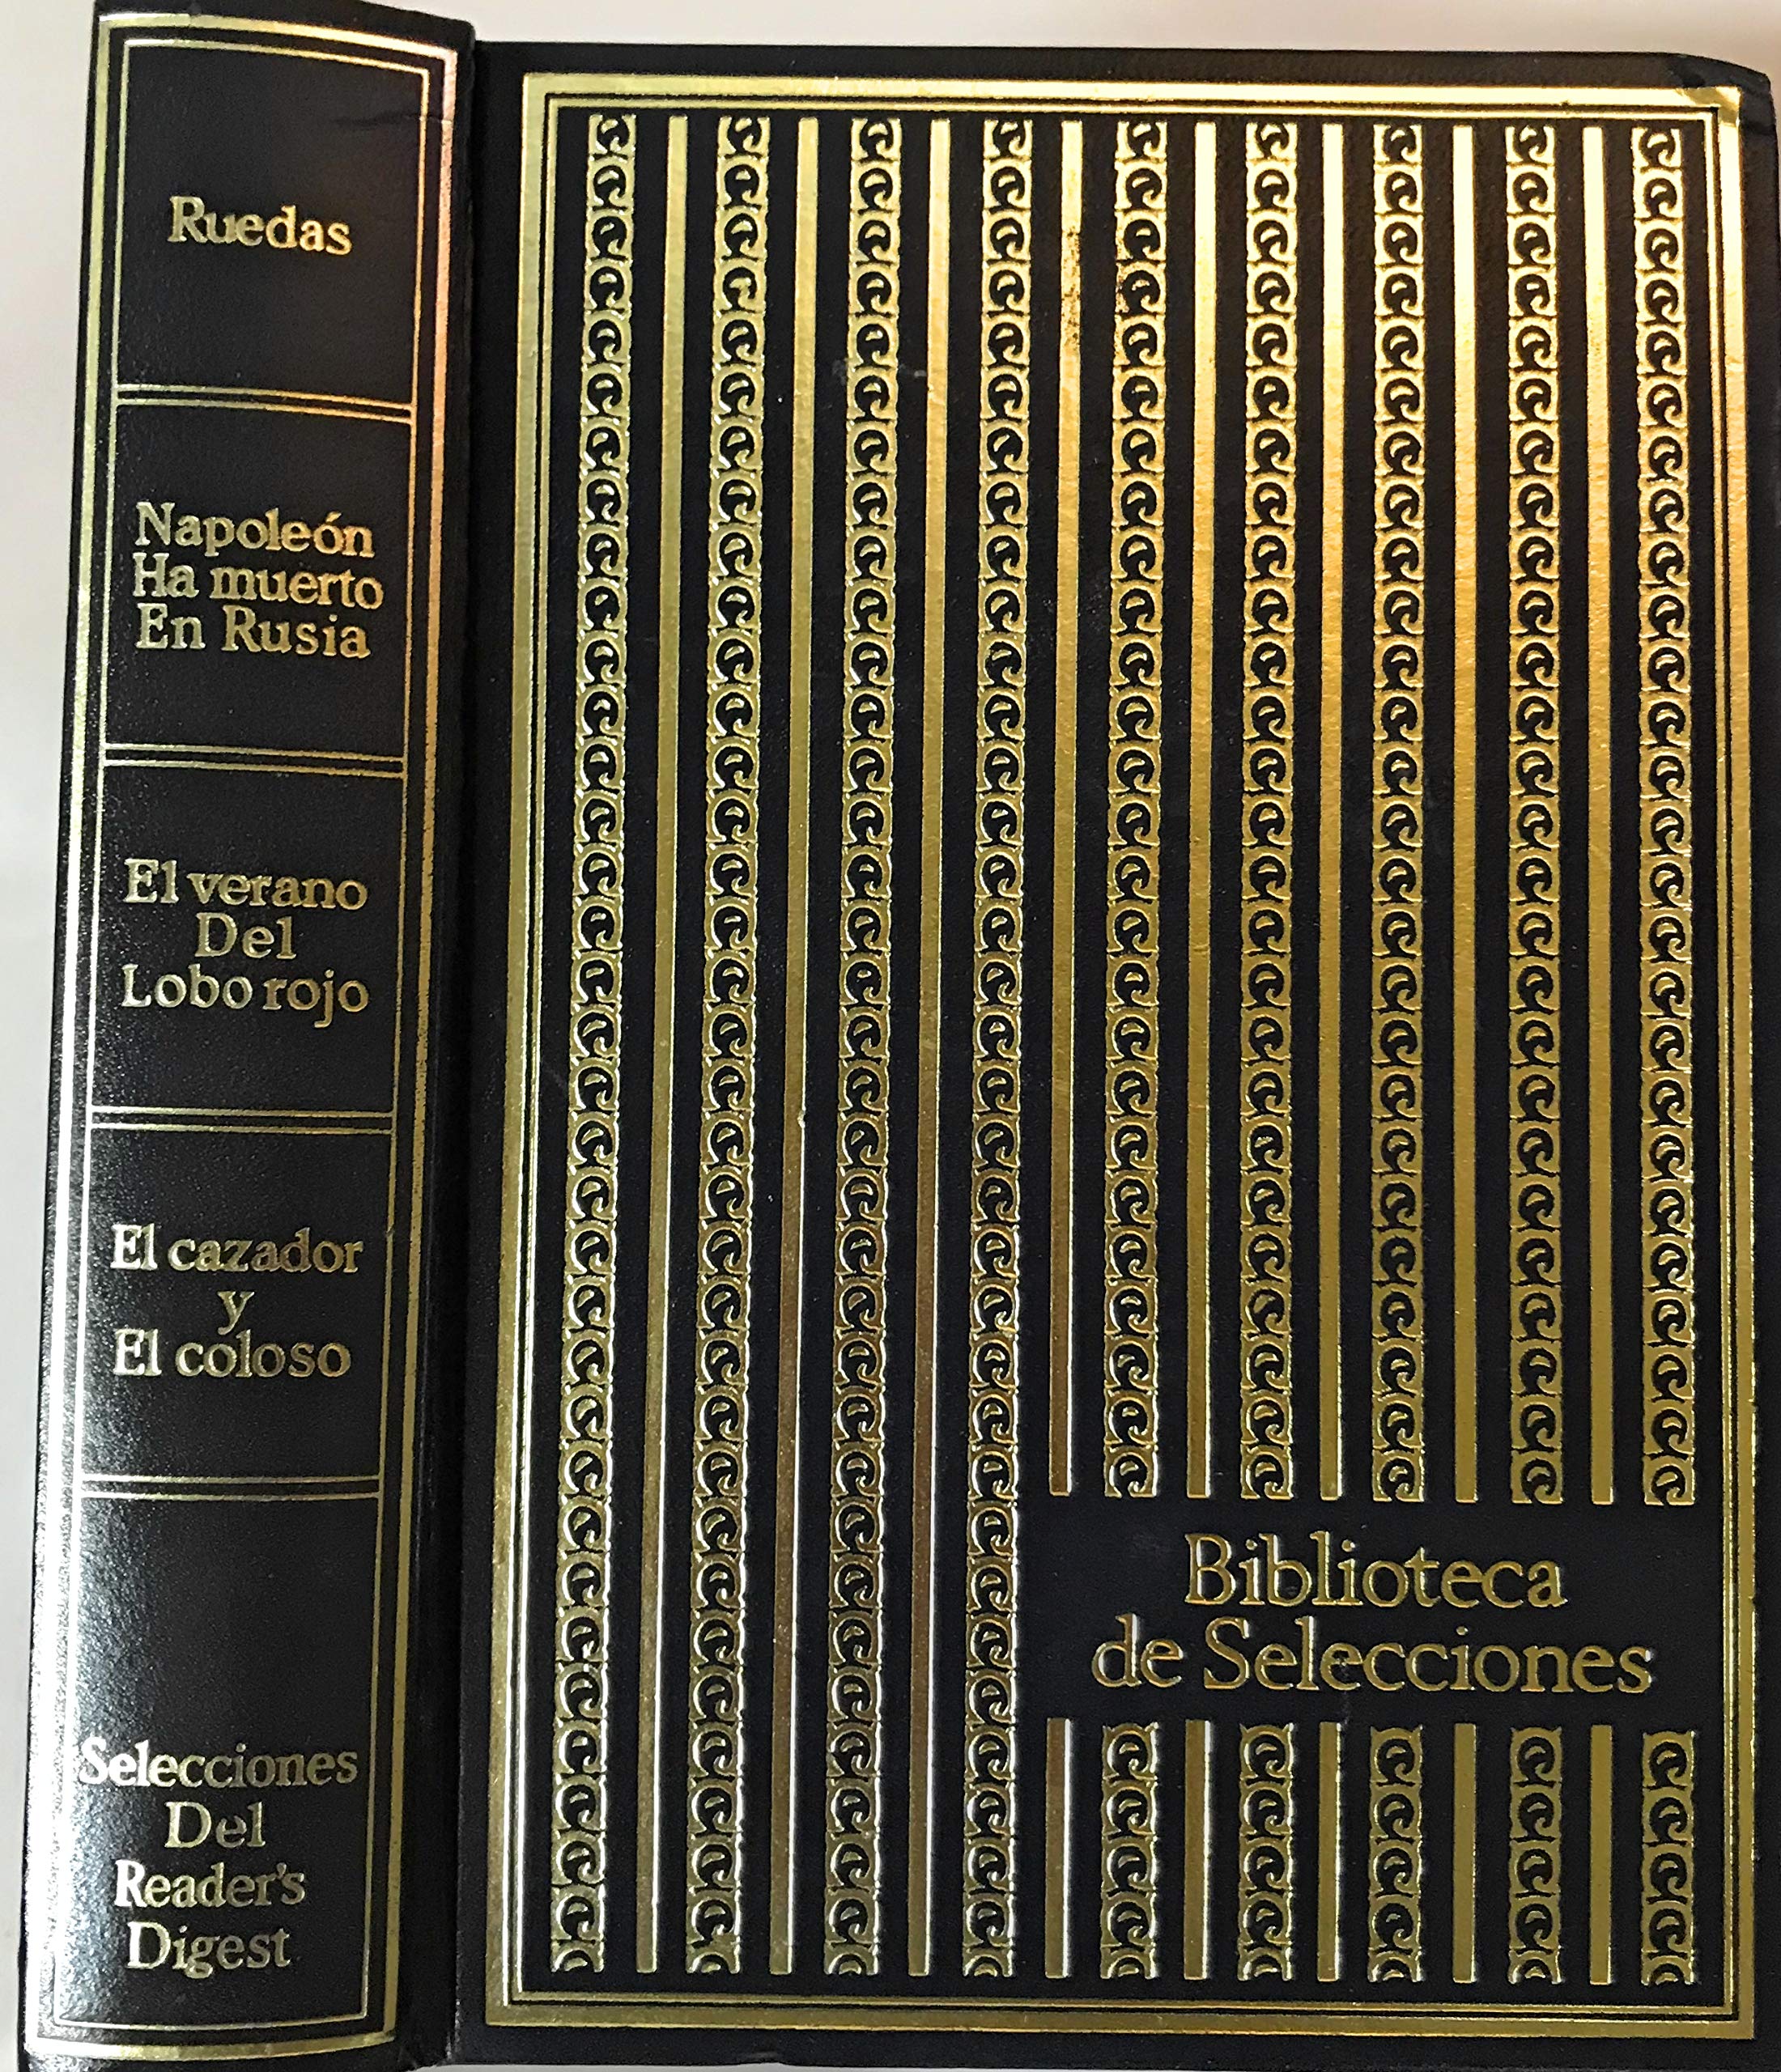 Ruedas
Napoleón
Ha muerto
En Rusia
El verano
Del
Lobo rojo
El cazador
y
El coloso
Selecciones
Del
Reader's
Digest
Biblioteca
de Selecciones